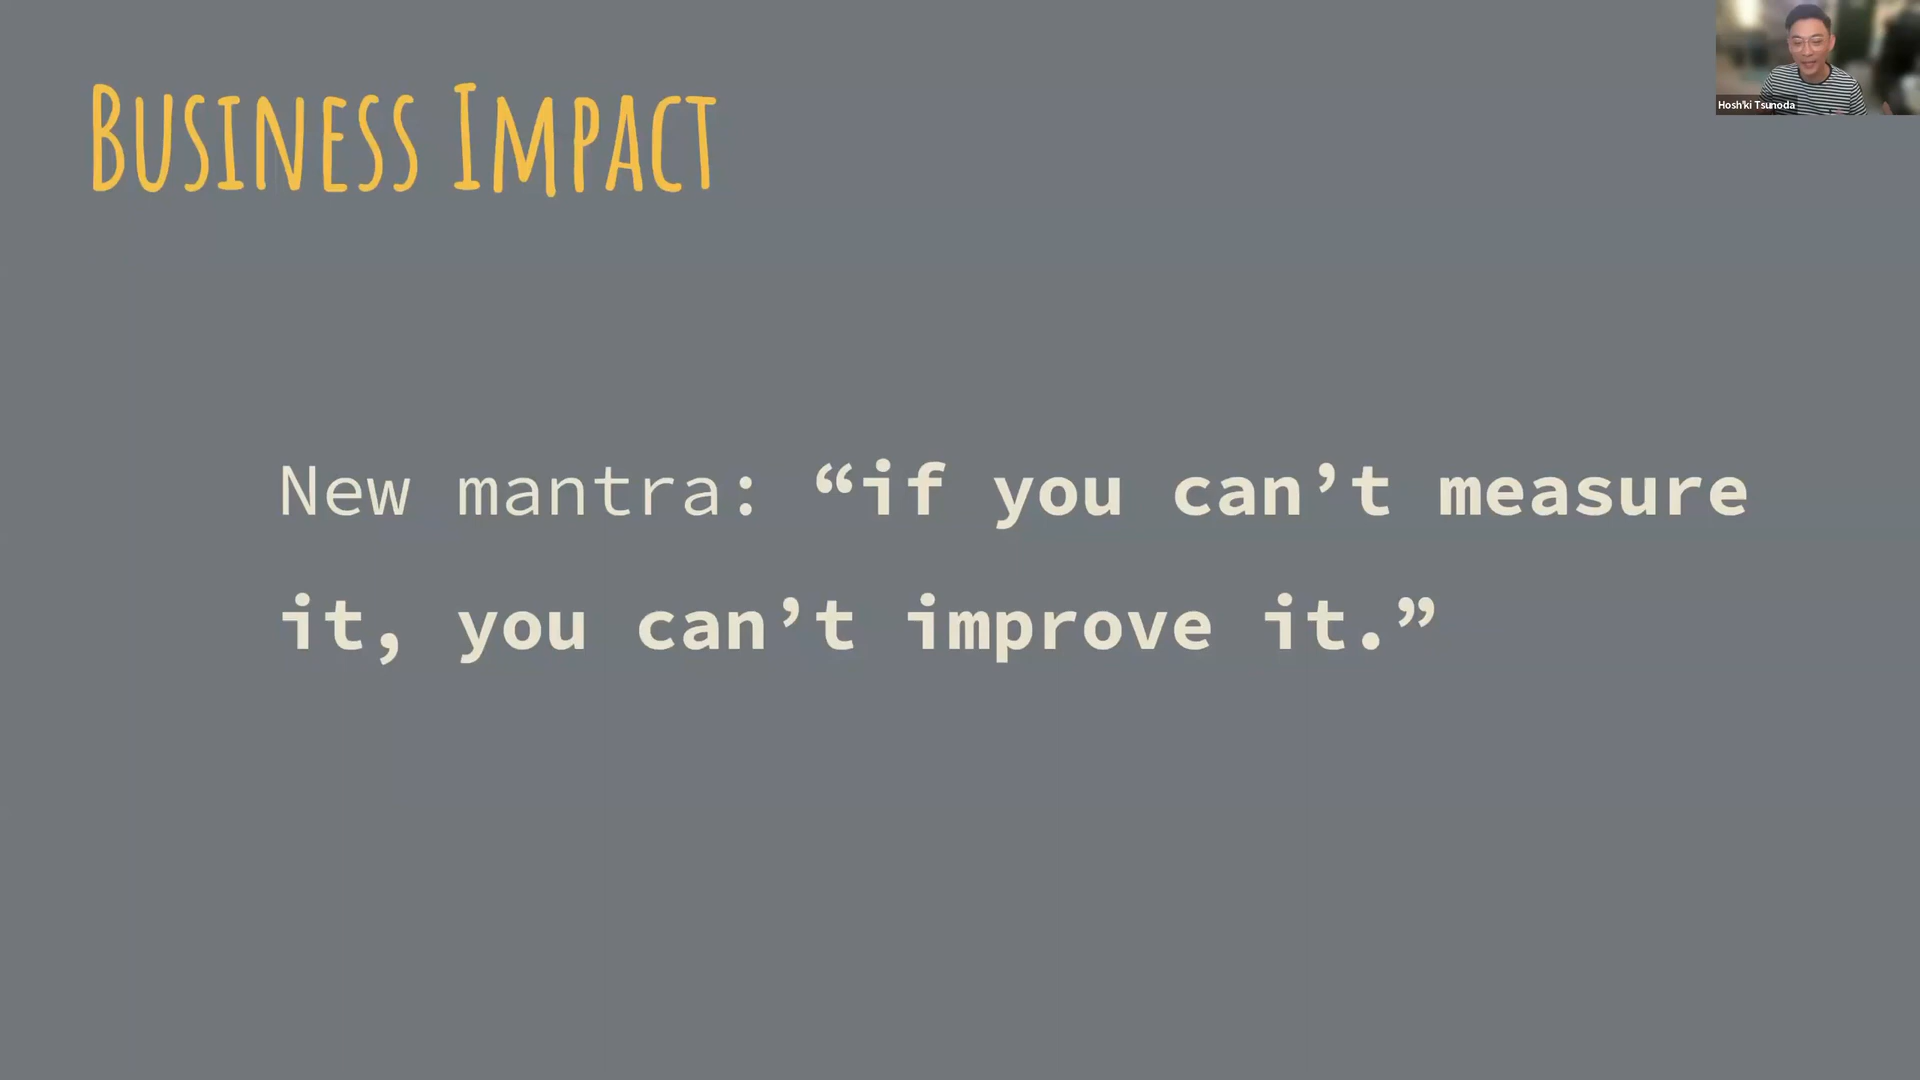 BUSINESS IMPACT
Hosh'ki Tsunoda
New mantra: “if you can’t measure
it, you can’t improve it.”